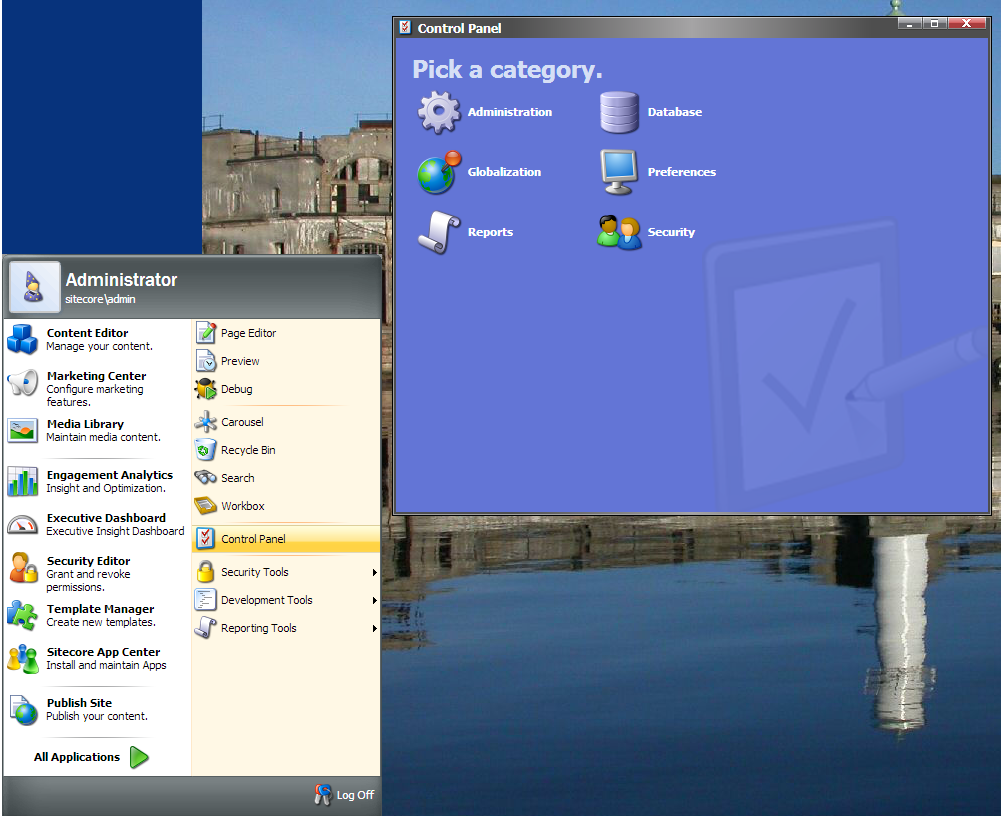 Control Panel
Pick a category.
Administration
Database
Globalization
Preferences
Reports
Security
Administrator
sitecore\admin
Content Editor
Manage your content.
Marketing Center
Configure marketing
features.
Media Library
Maintain media content.
Engagement Analytics
Insight and Optimization.
Executive Dashboard
Executive Insight Dashboard
Security Editor
Grant and revoke
permissions.
Template Manager
Create new templates.
Sitecore App Center
Install and maintain Apps
Publish Site
Publish your content.
All Applications
Page Editor
Preview
Debug
Carousel
Recycle Bin
Search
Workbox
Control Panel
Security Tools
Development Tools
Reporting Tools
Log Off